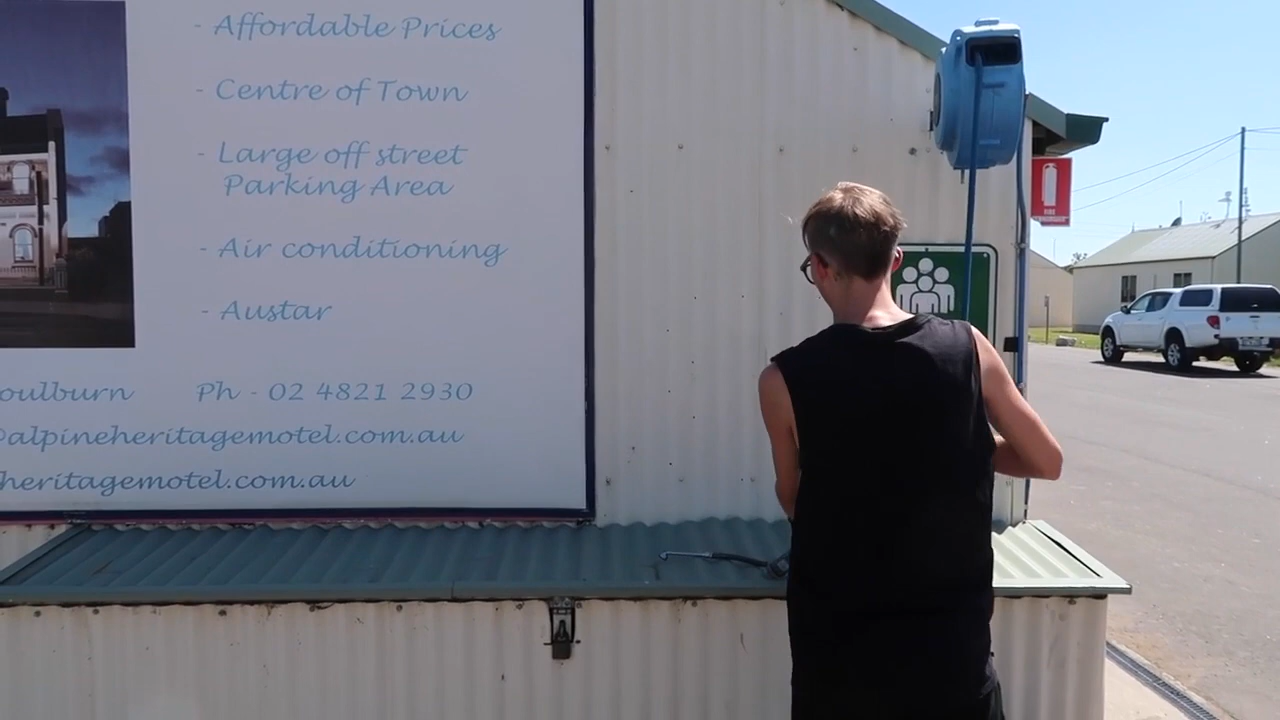 - Affordable Prices
- Centre of Town
- Large off street
Parking Area
- Air conditioning
- Austar
oulburn Ph - 02 4821 2930
@alpineheritagemotel.com.au
heritagemotel.com.au
FIRE